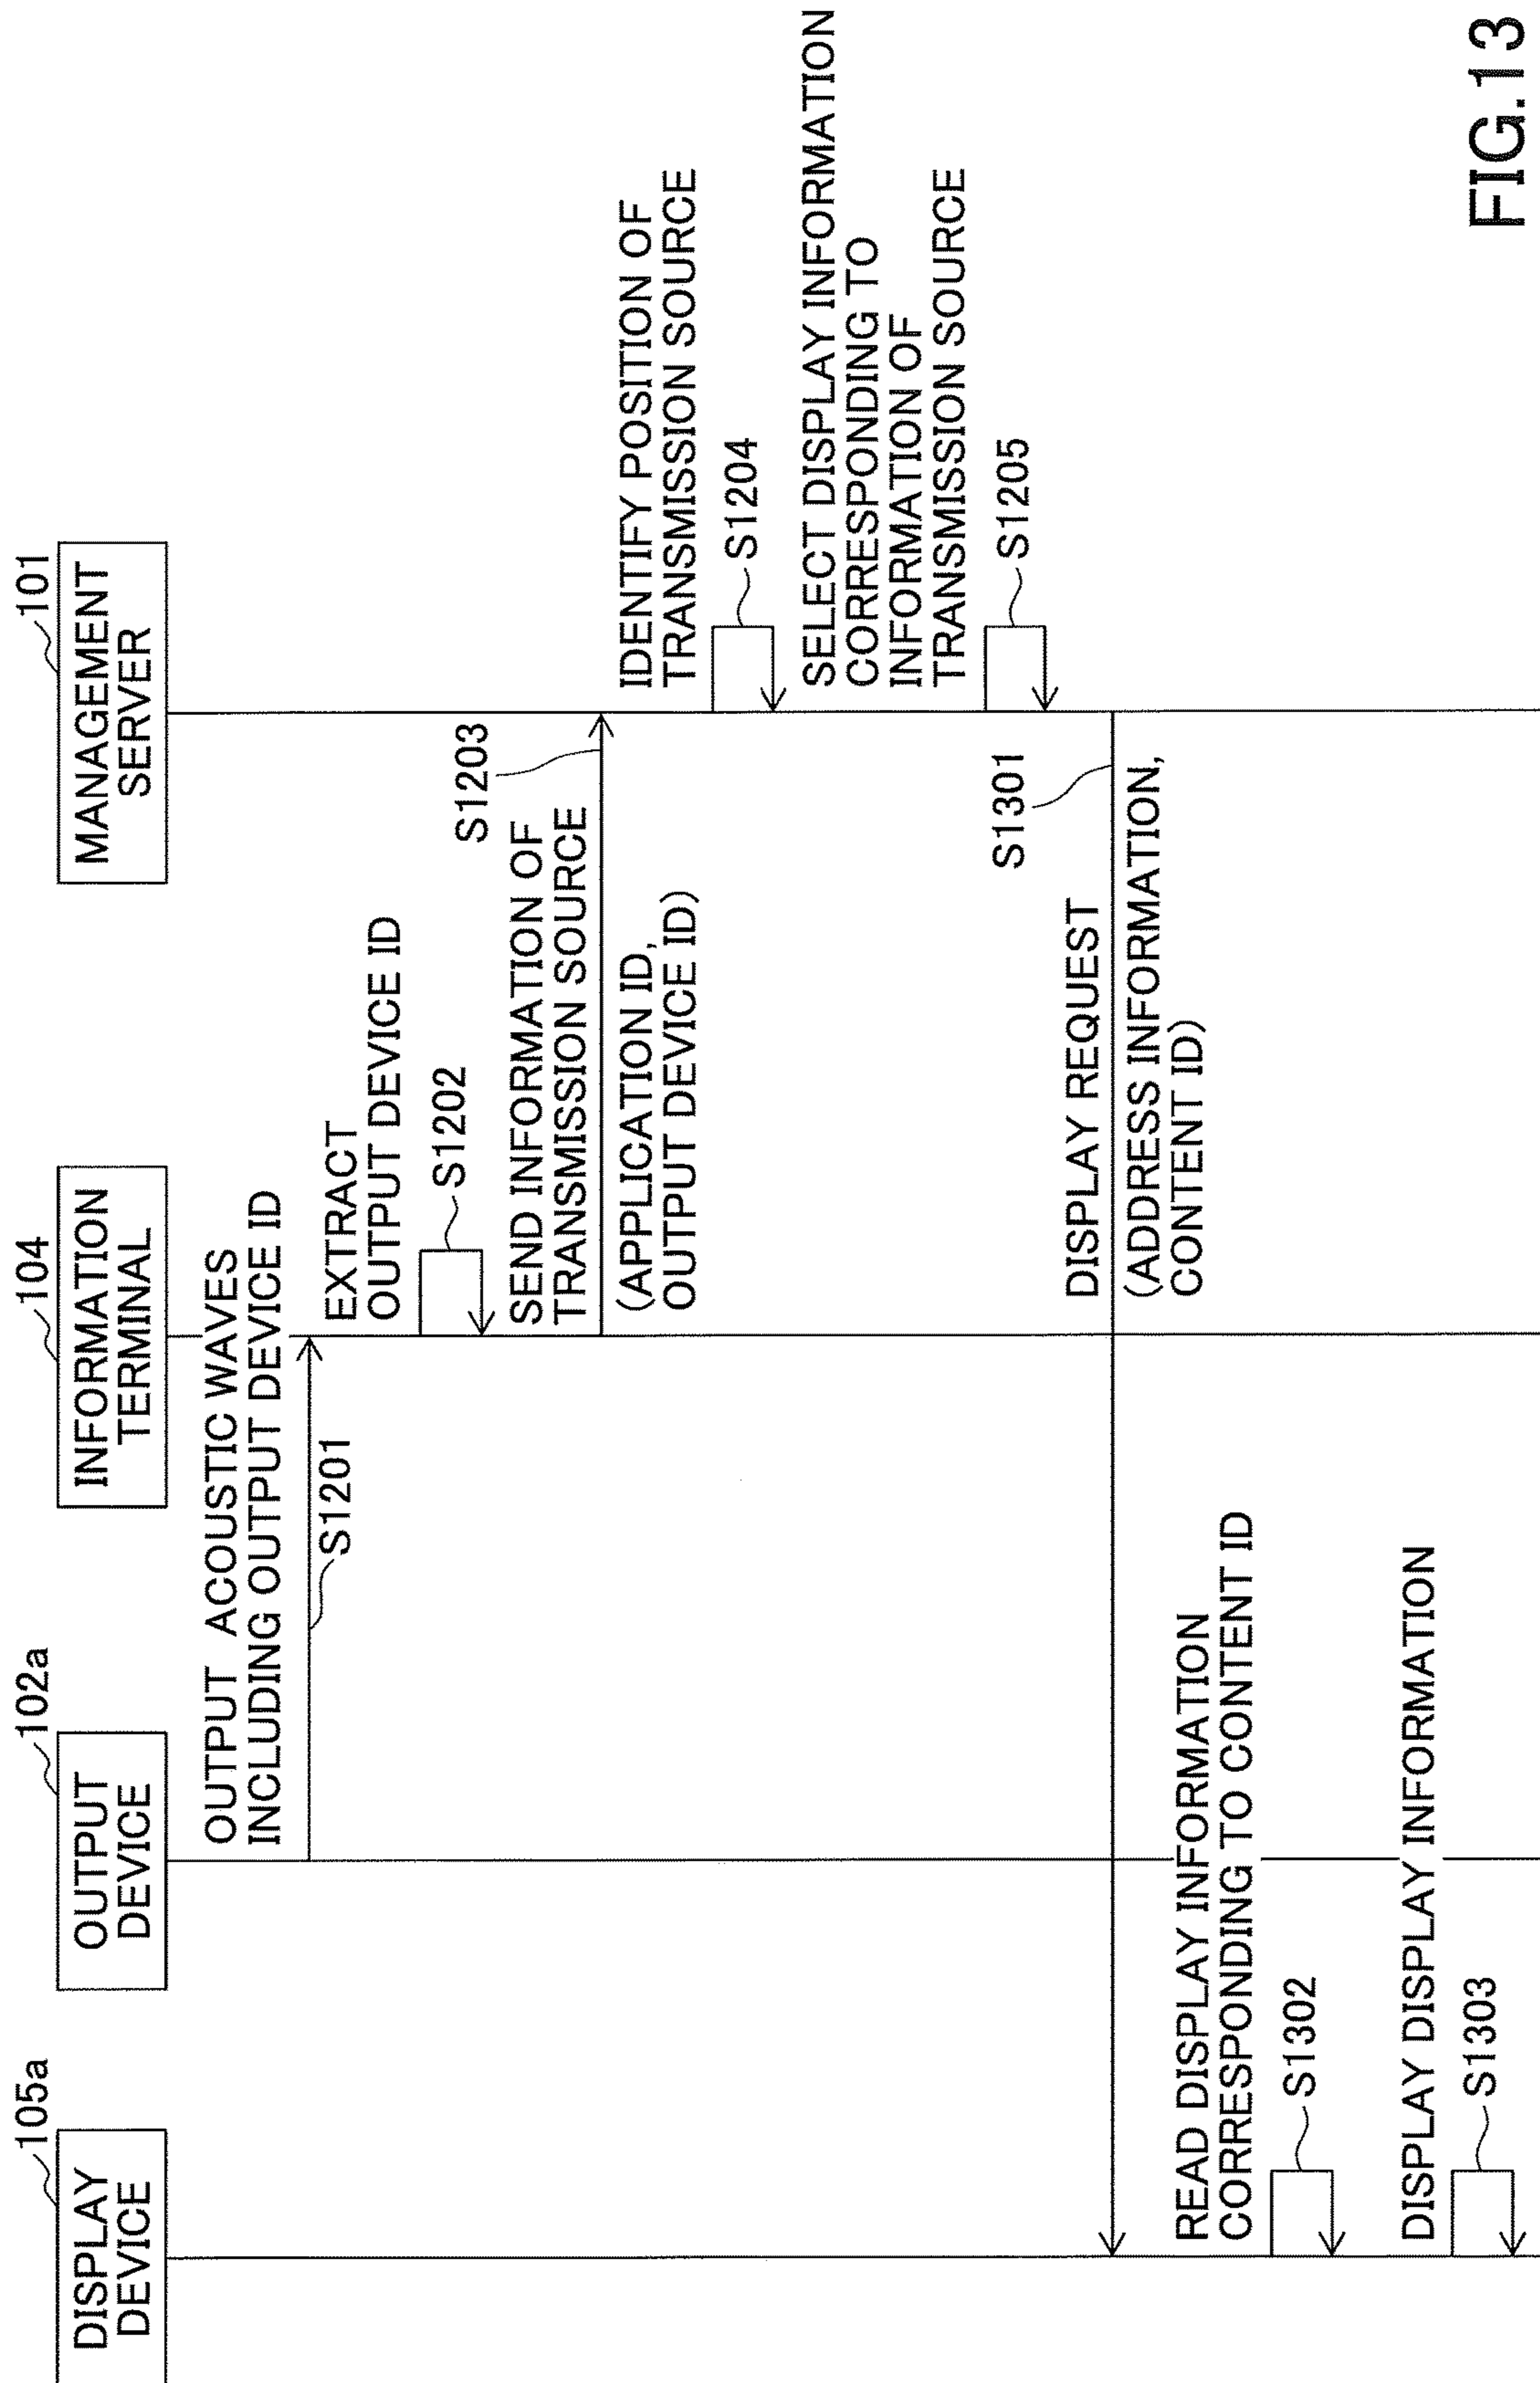 105a
DISPLAY
DEVICE
102a
OUTPUT
DEVICE
104
INFORMATION
TERMINAL
101
MANAGEMENT
SERVER
OUTPUT ACOUSTIC WAVES
INCLUDING OUTPUT DEVICE ID
S1201
EXTRACT
OUTPUT DEVICE ID
S1202
SEND INFORMATION OF
TRANSMISSION SOURCE
S1203
(APPLICATION ID,
OUTPUT DEVICE ID)
IDENTIFY POSITION OF
TRANSMISSION SOURCE
S1204
SELECT DISPLAY INFORMATION
CORRESPONDING TO
INFORMATION OF
TRANSMISSION SOURCE
S1205
S1301
DISPLAY REQUEST
(ADDRESS INFORMATION,
CONTENT ID)
READ DISPLAY INFORMATION
CORRESPONDING TO CONTENT ID
S1302
DISPLAY DISPLAY INFORMATION
S1303
FIG.13